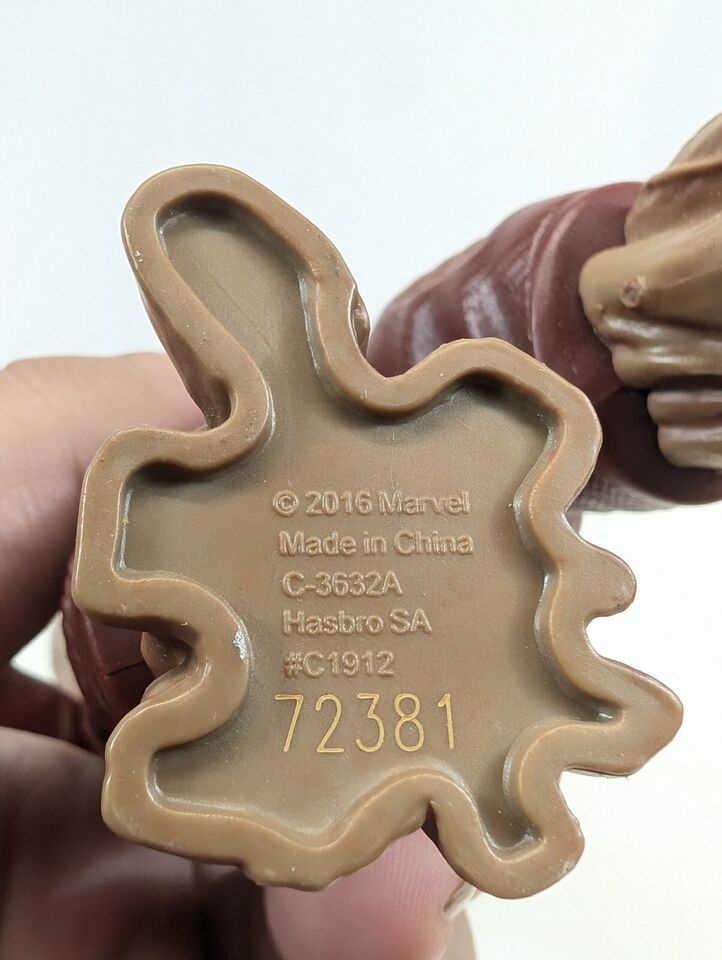 © 2016 Marvel
Made in China
C-3632A
Hasbro SA
#C1912
72381